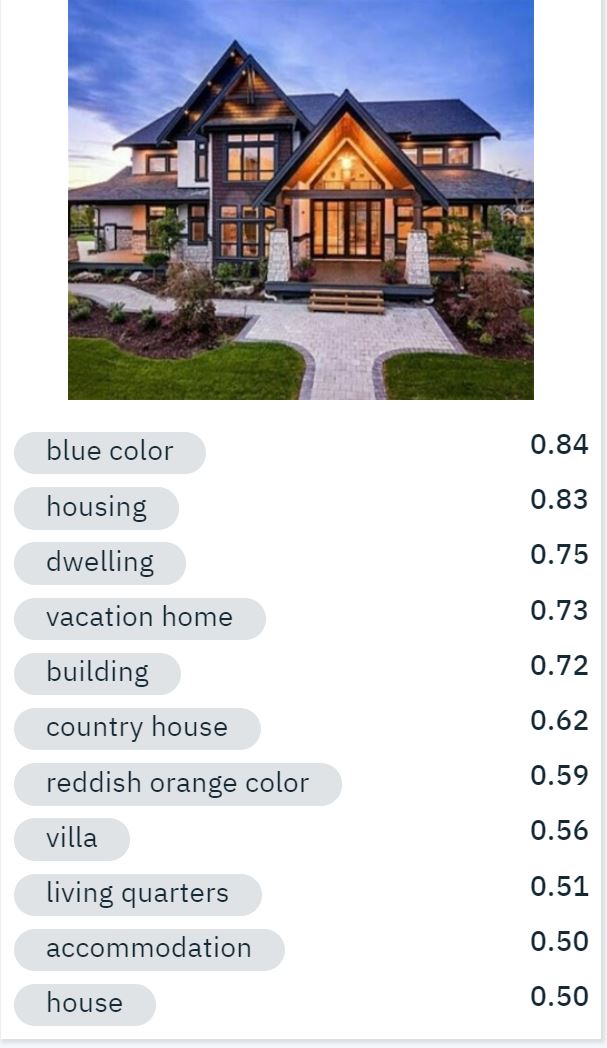 blue color 0.84
housing 0.83
dwelling 0.75
vacation home 0.73
building 0.72
country house 0.62
reddish orange color 0.59
villa 0.56
living quarters 0.51
accommodation 0.50
house 0.50